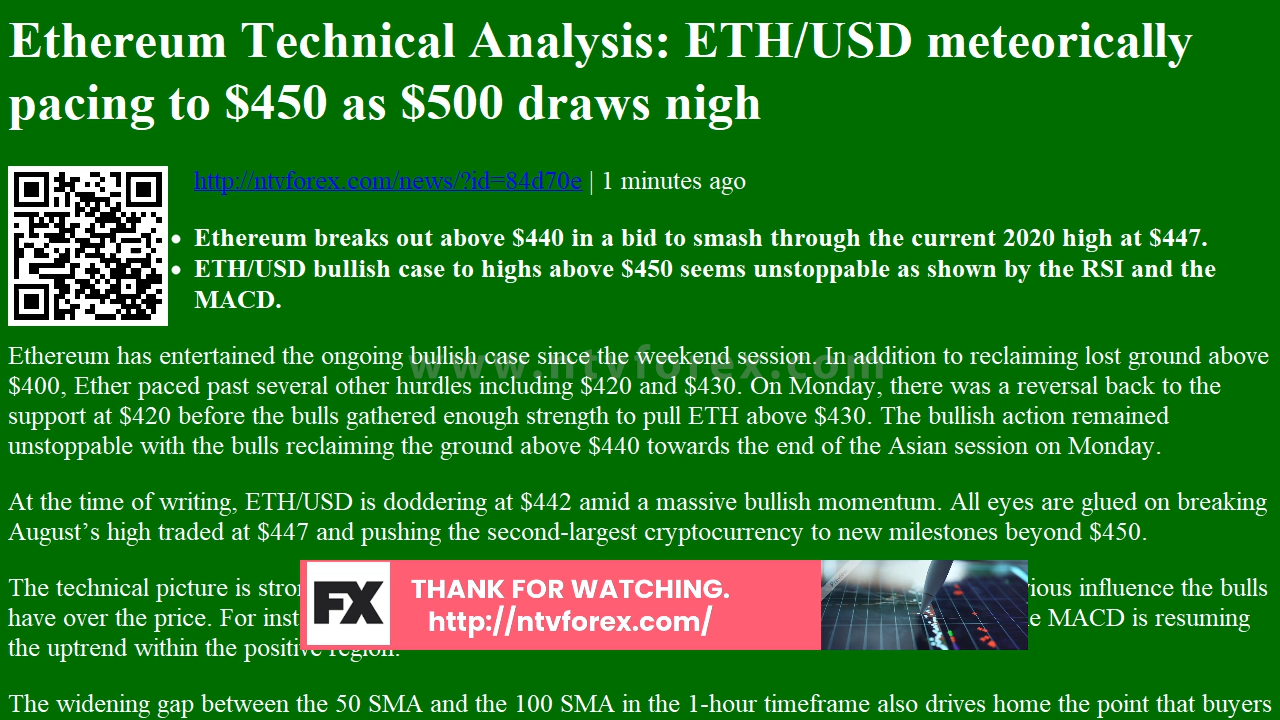 Ethereum Technical Analysis: ETH/USD meteorically
pacing to $450 as $500 draws nigh
http://ntvforex.com/news/?id=84d70e | 1 minutes ago
• Ethereum breaks out above $440 in a bid to smash through the current 2020 high at $447.
• ETH/USD bullish case to highs above $450 seems unstoppable as shown by the RSI and the
MACD.
www.ntvforex.com
Ethereum has entertained the ongoing bullish case since the weekend session. In addition to reclaiming lost ground above
$400, Ether paced past several other hurdles including $420 and $430. On Monday, there was a reversal back to the
support at $420 before the bulls gathered enough strength to pull ETH above $430. The bullish action remained
unstoppable with the bulls reclaiming the ground above $440 towards the end of the Asian session on Monday.
At the time of writing, ETH/USD is doddering at $442 amid a massive bullish momentum. All eyes are glued on breaking
August’s high traded at $447 and pushing the second-largest cryptocurrency to new milestones beyond $450.
The technical picture is influence the bulls
have over the price. For MACD is resuming
the uptrend within the positive region.
FX
THANK FOR WATCHING.
http://ntvforex.com/
The widening gap between the 50 SMA and the 100 SMA in the 1-hour timeframe also drives home the point that buyers